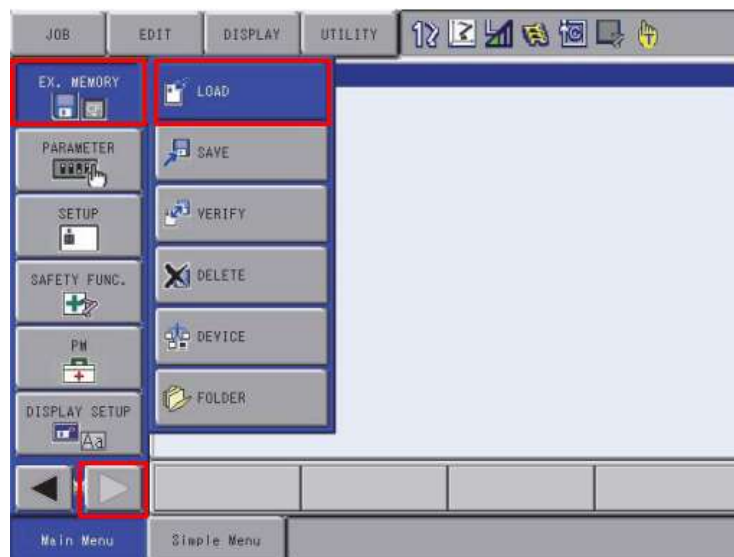 JOB
EDIT
DISPLAY
UTILITY
EX. MEMORY
LOAD
PARAMETER
SAVE
SETUP
VERIFY
SAFETY FUNC.
DELETE
PM
DEVICE
DISPLAY SETUP
FOLDER
Main Menu
Simple Menu